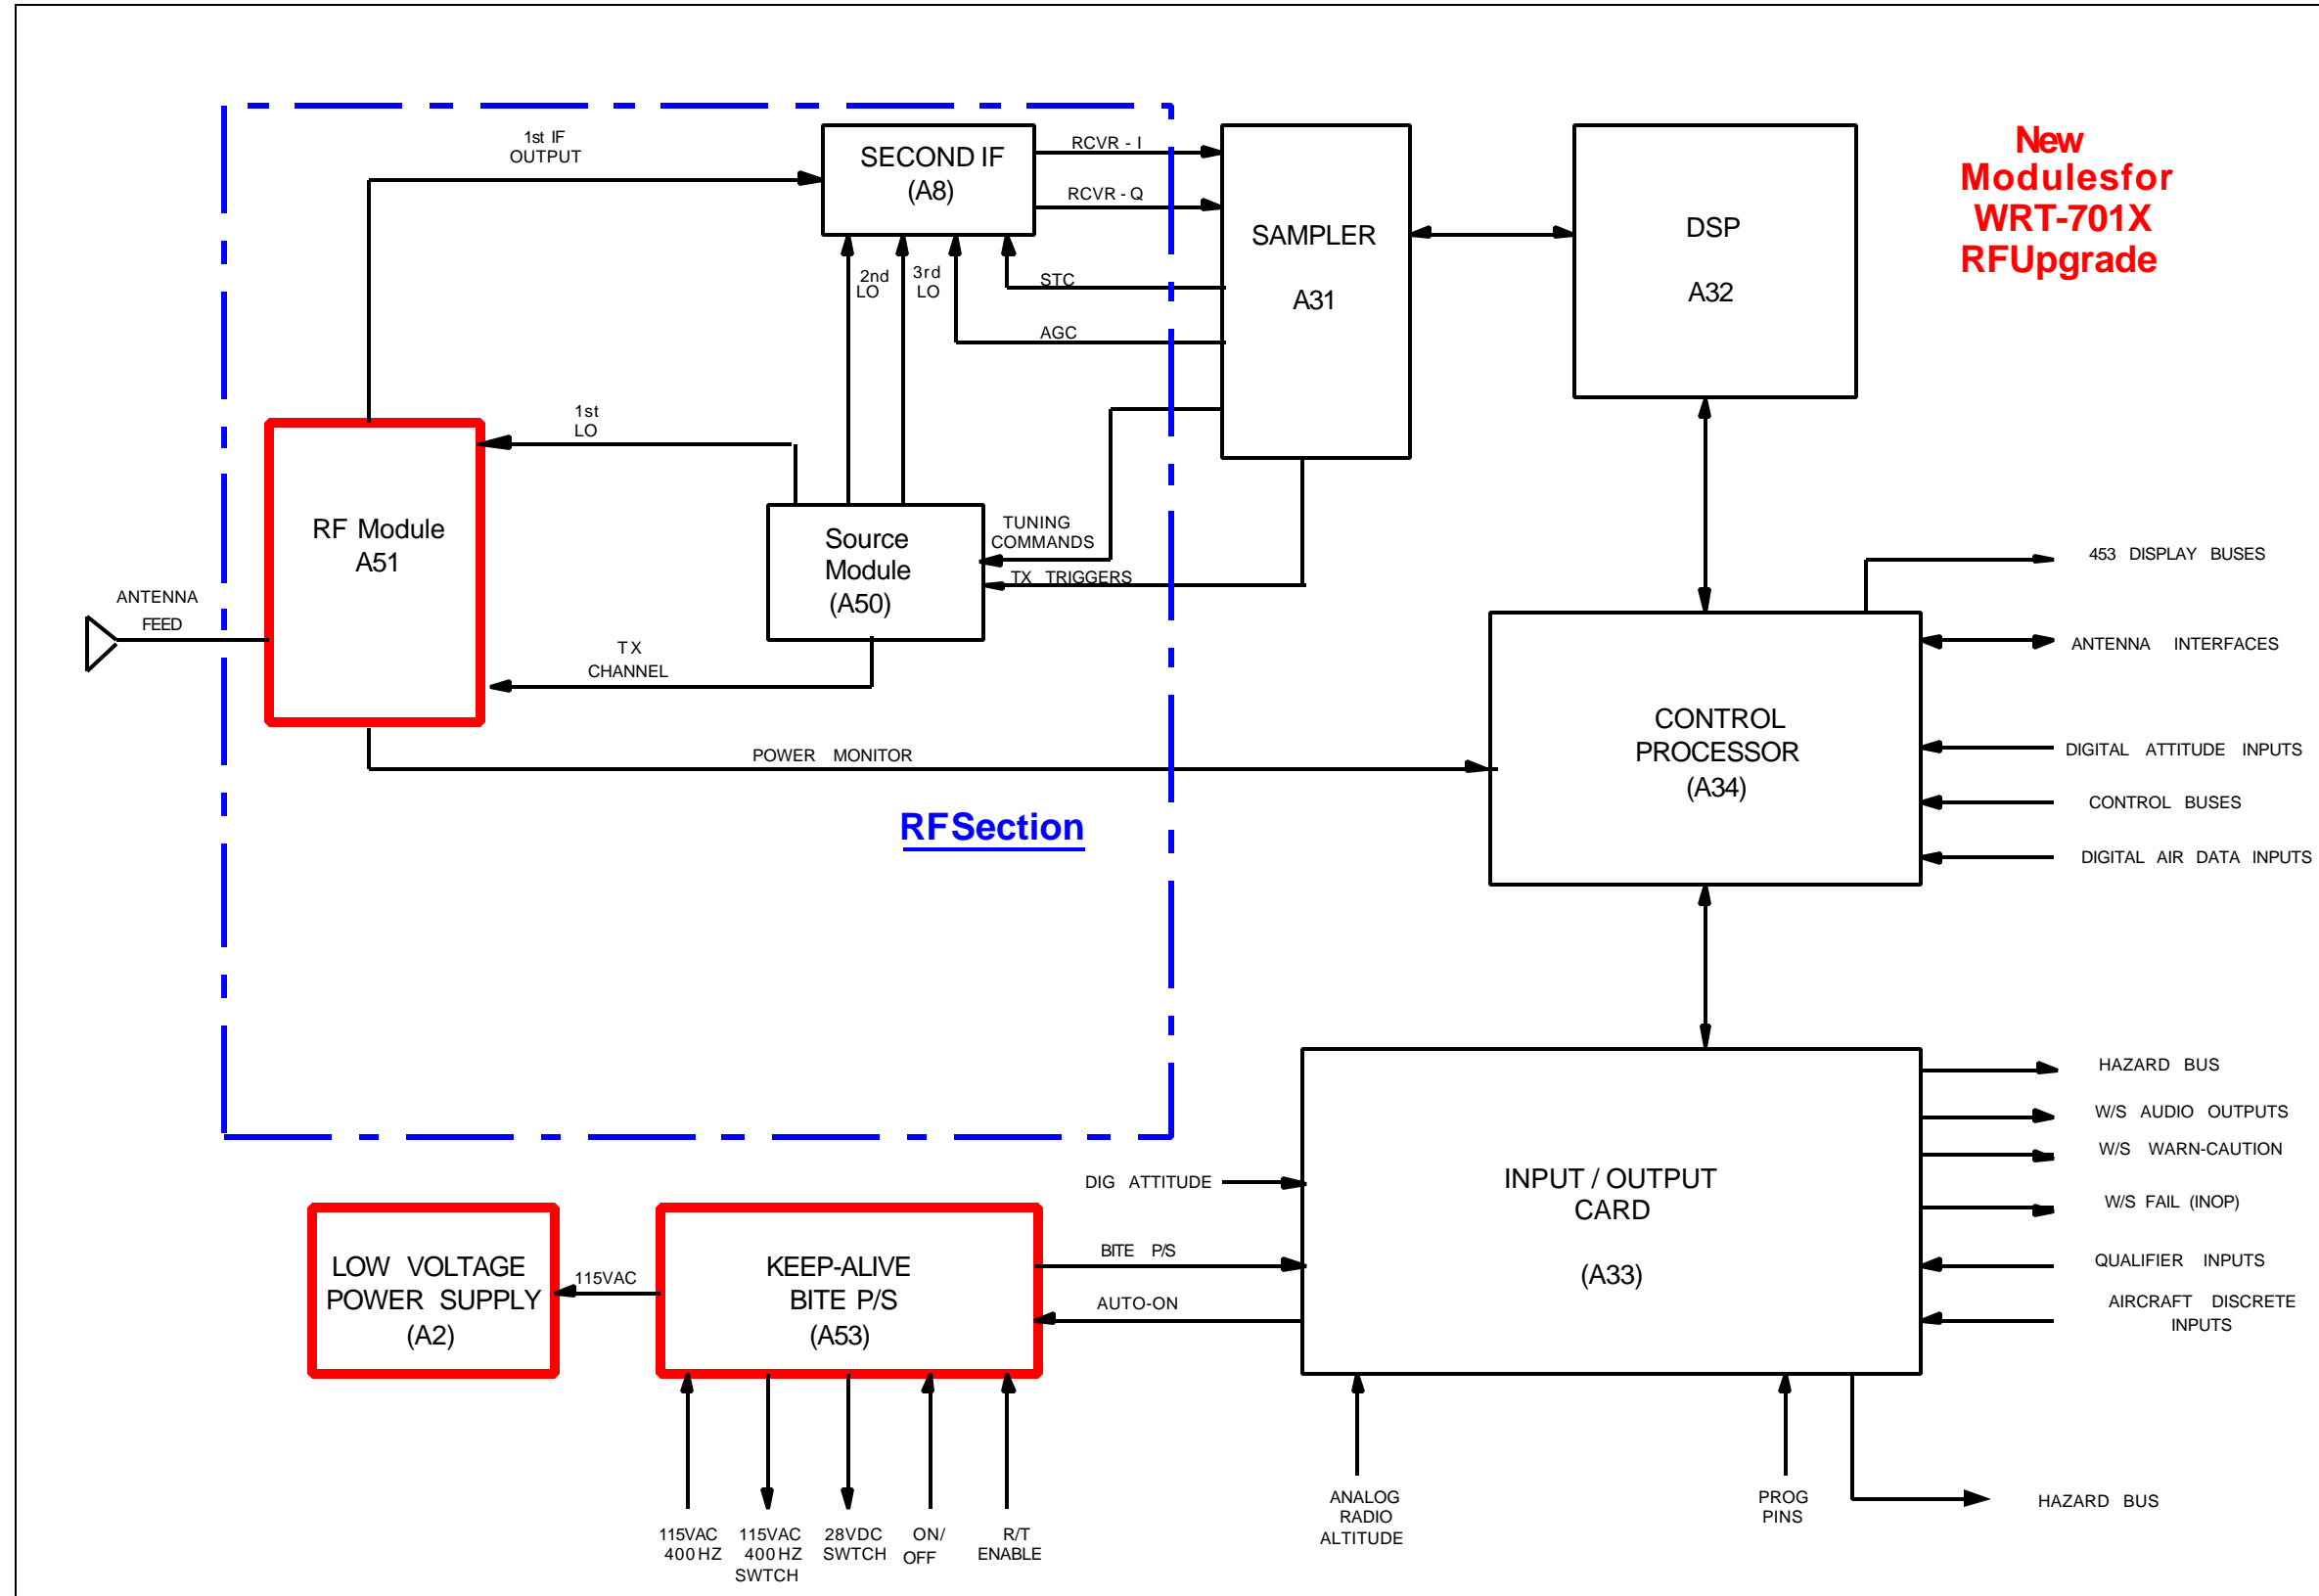 1st IF
OUTPUT
SECOND IF
(A8)
RCVR - I
RCVR - Q
SAMPLER
A31
DSP
A32
New
Modulesfor
WRT-701X
RFUpgrade
2nd
LO
3rd
LO
STC
AGC
1st
LO
RF Module
A51
Source
Module
(A50)
TUNING
COMMANDS
TX TRIGGERS
ANTENNA
FEED
TX
CHANNEL
POWER MONITOR
RFSection
CONTROL
PROCESSOR
(A34)
453 DISPLAY BUSES
ANTENNA INTERFACES
DIGITAL ATTITUDE INPUTS
CONTROL BUSES
DIGITAL AIR DATA INPUTS
LOW VOLTAGE
POWER SUPPLY
(A2)
115VAC
KEEP-ALIVE
BITE P/S
(A53)
DIG ATTITUDE
BITE P/S
AUTO-ON
INPUT / OUTPUT
CARD
(A33)
HAZARD BUS
W/S AUDIO OUTPUTS
W/S WARN-CAUTION
W/S FAIL (INOP)
QUALIFIER INPUTS
AIRCRAFT DISCRETE
INPUTS
115VAC
400HZ
115VAC
400HZ
SWTCH
28VDC
SWTCH
ON/
OFF
R/T
ENABLE
ANALOG
RADIO
ALTITUDE
PROG
PINS
HAZARD BUS